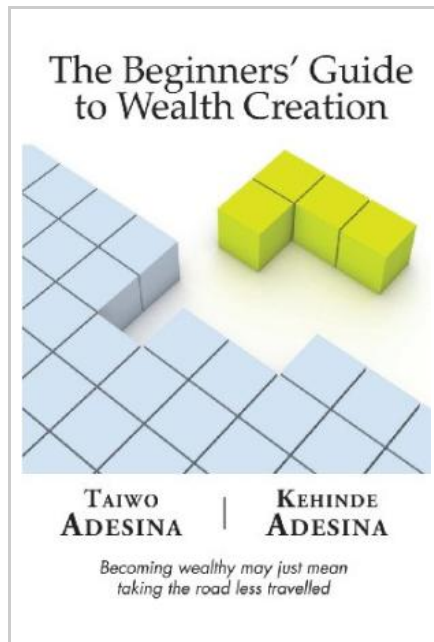 The Beginners’ Guide
to Wealth Creation
TAIWO
ADESINA
KEHINDE
ADESINA
Becoming wealthy may just mean
taking the road less travelled